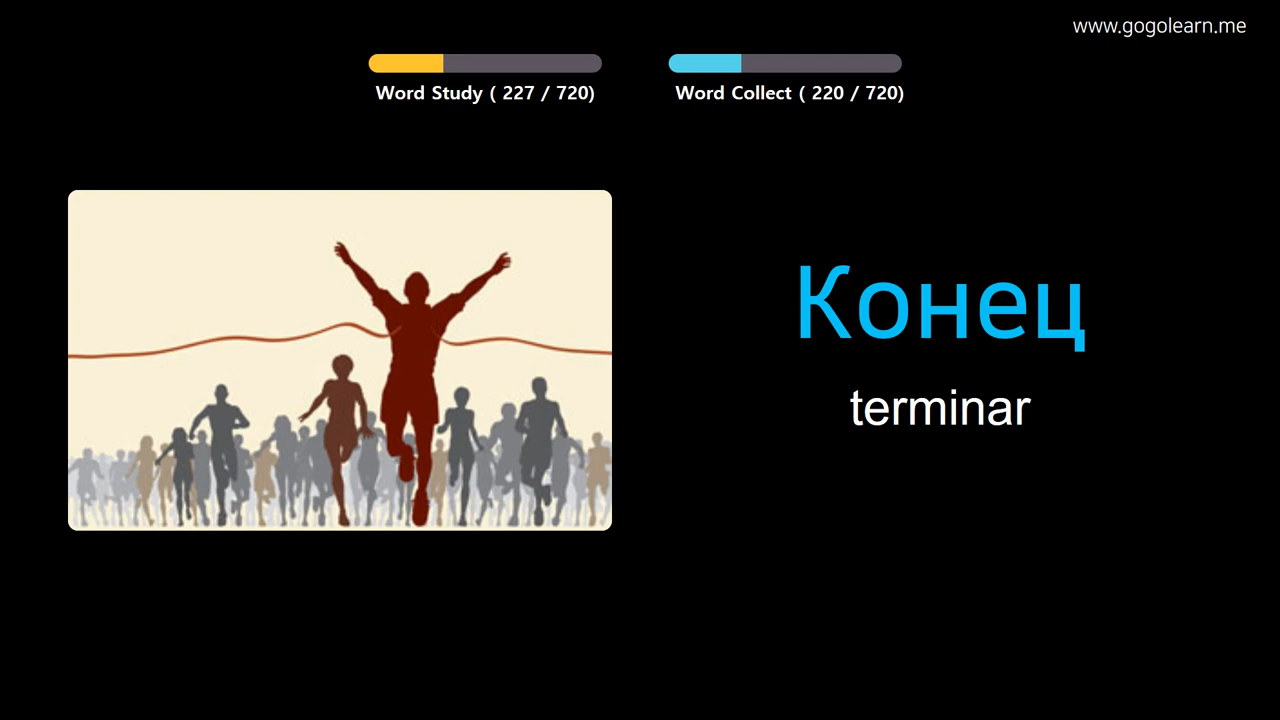 www.gogolearn.me
Word Study ( 227 / 720)
Word Collect ( 220 / 720)
Конец
terminar